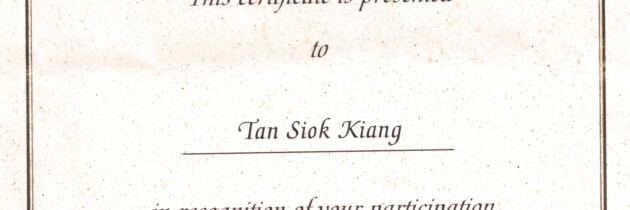 This certificate is presented
to
Tan Siok Kiang
in recognition of your participation